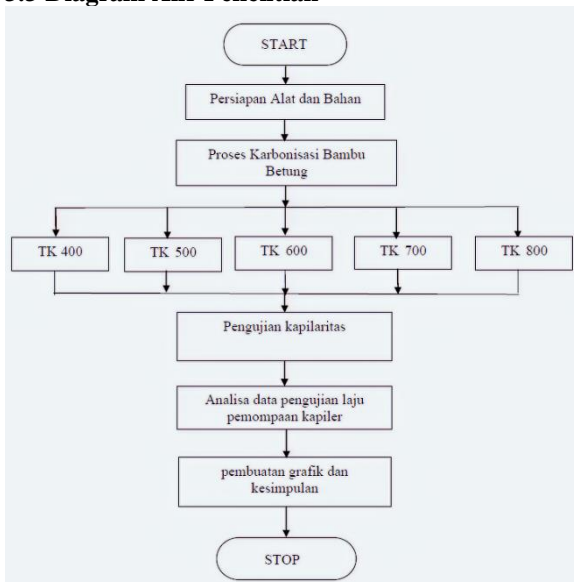 START
Persiapan Alat dan Bahan
Proses Karbonisasi Bambu
Betung
TK 400
TK 500
TK 600
TK 700
TK 800
Pengujian kapilaritas
Analisa data pengujian laju
pemompaan kapiler
pembuatan grafik dan
kesimpulan
STOP